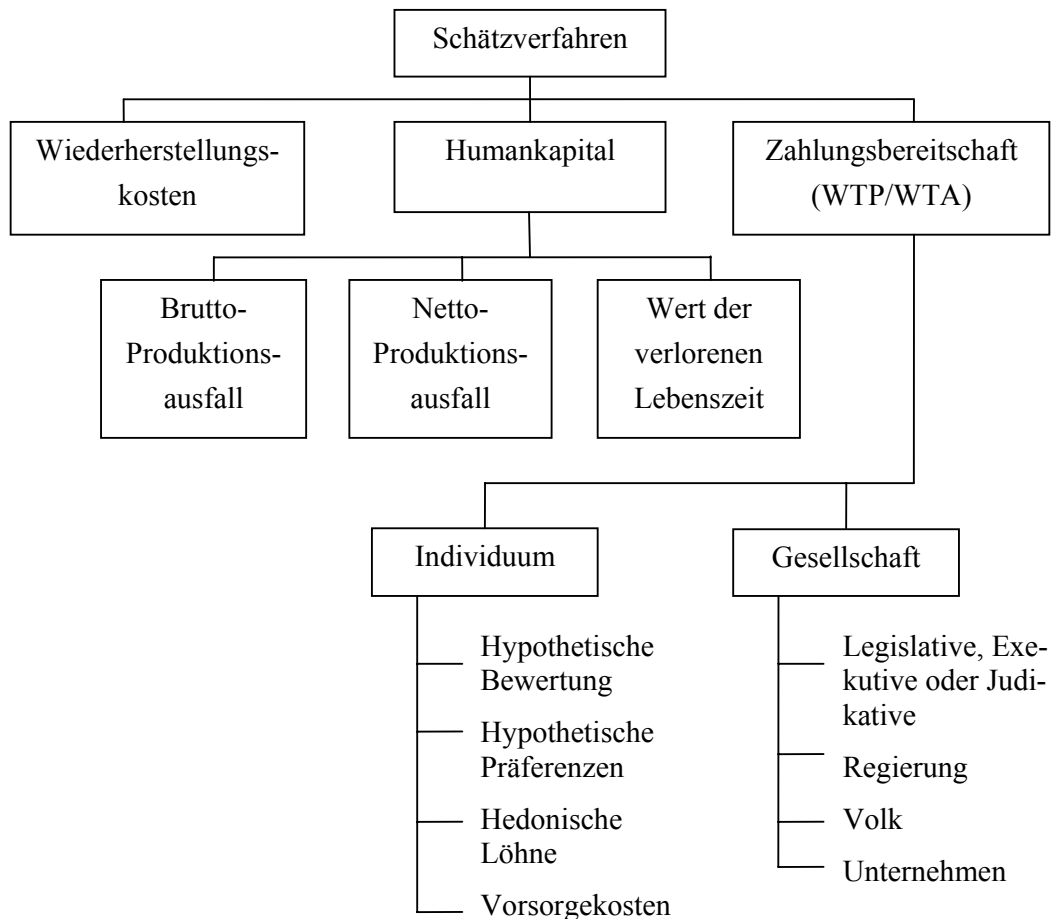 Schätzverfahren
Wiederherstellungs-
kosten
Humankapital
Zahlungsbereitschaft
(WTP/WTA)
Brutto-
Produktions-
ausfall
Netto-
Produktions-
ausfall
Wert der
verlorenen
Lebenszeit
Individuum
Hypothetische
Bewertung
Hypothetische
Präferenzen
Hedonische
Löhne
Vorsorgekosten
Gesellschaft
Legislative, Exe-
kutive oder Judi-
kative
Regierung
Volk
Unternehmen